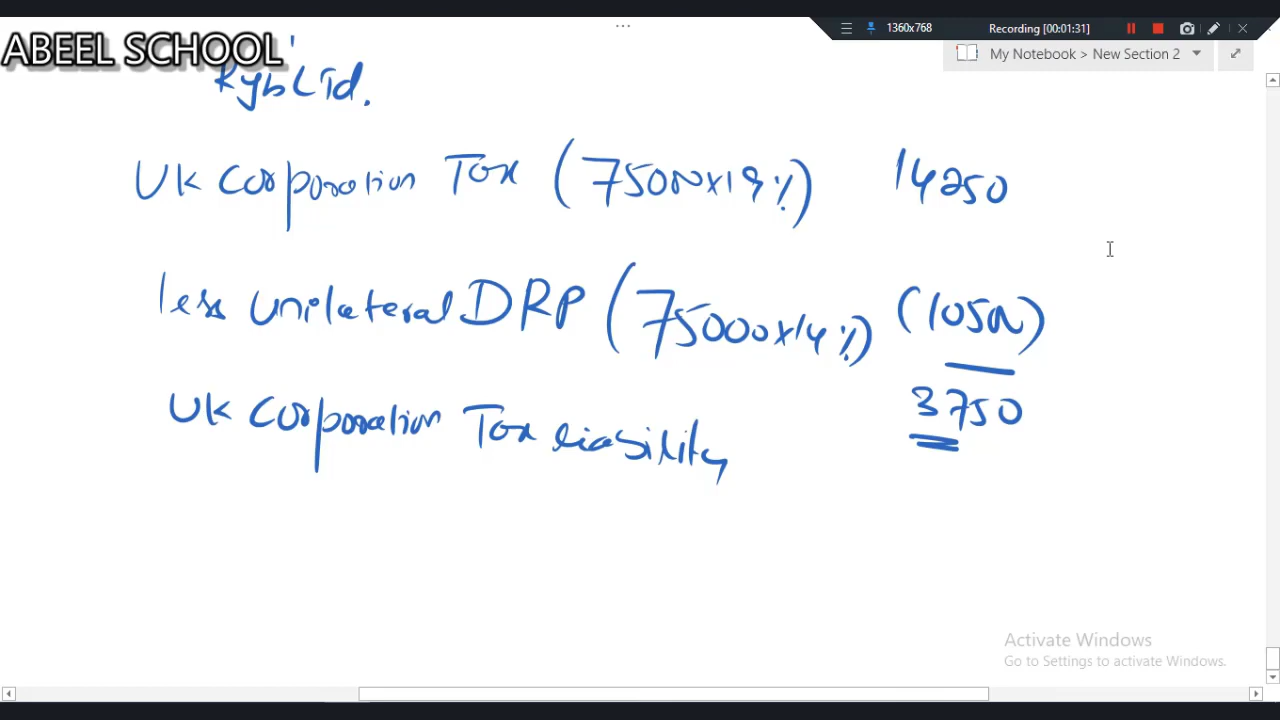 ABEEL SCHOOL
1360x768
Recording [00:01:31]
My Notebook > New Section 2
Ltd.
UK Corporation Tax (75000x19%) 14250
less unilateral DRP (75000x14%) (10500)
UK Corporation Tax liability 3750
Activate Windows
Go to Settings to activate Windows.